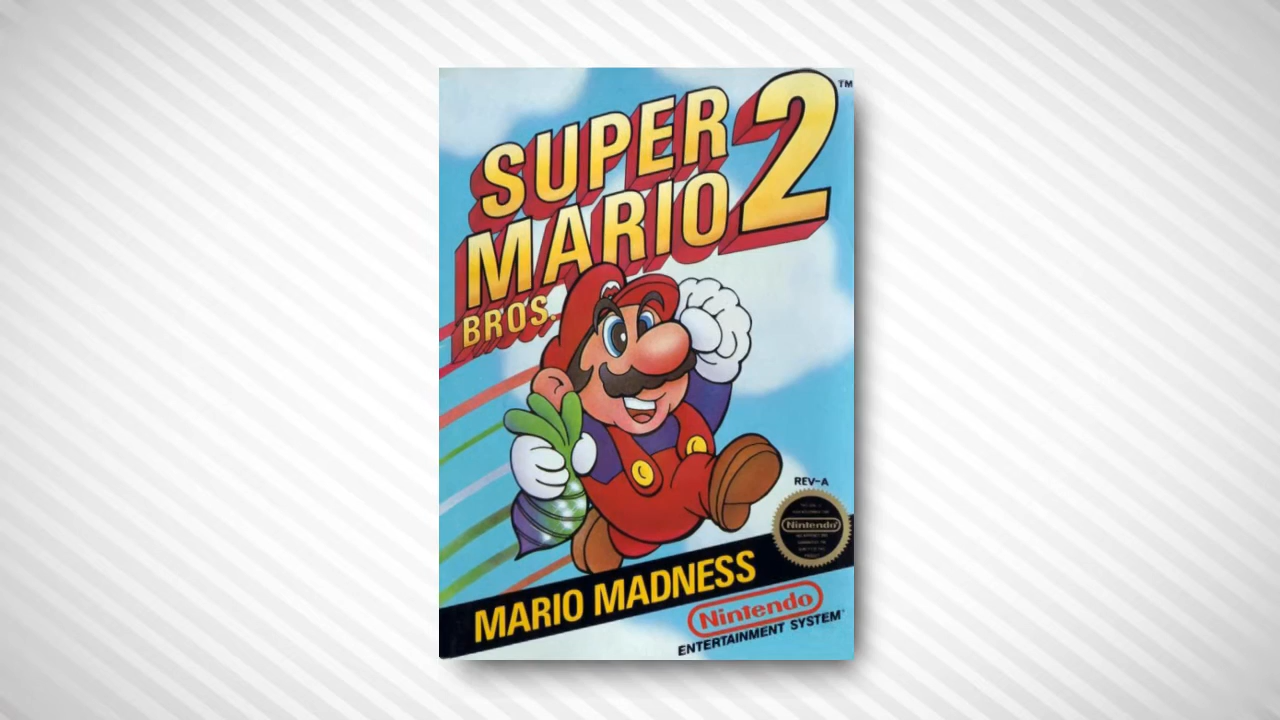 SUPER
MARIO
BROS.
2
TM
REV-A
Nintendo
MARIO MADNESS
Nintendo
ENTERTAINMENT SYSTEM